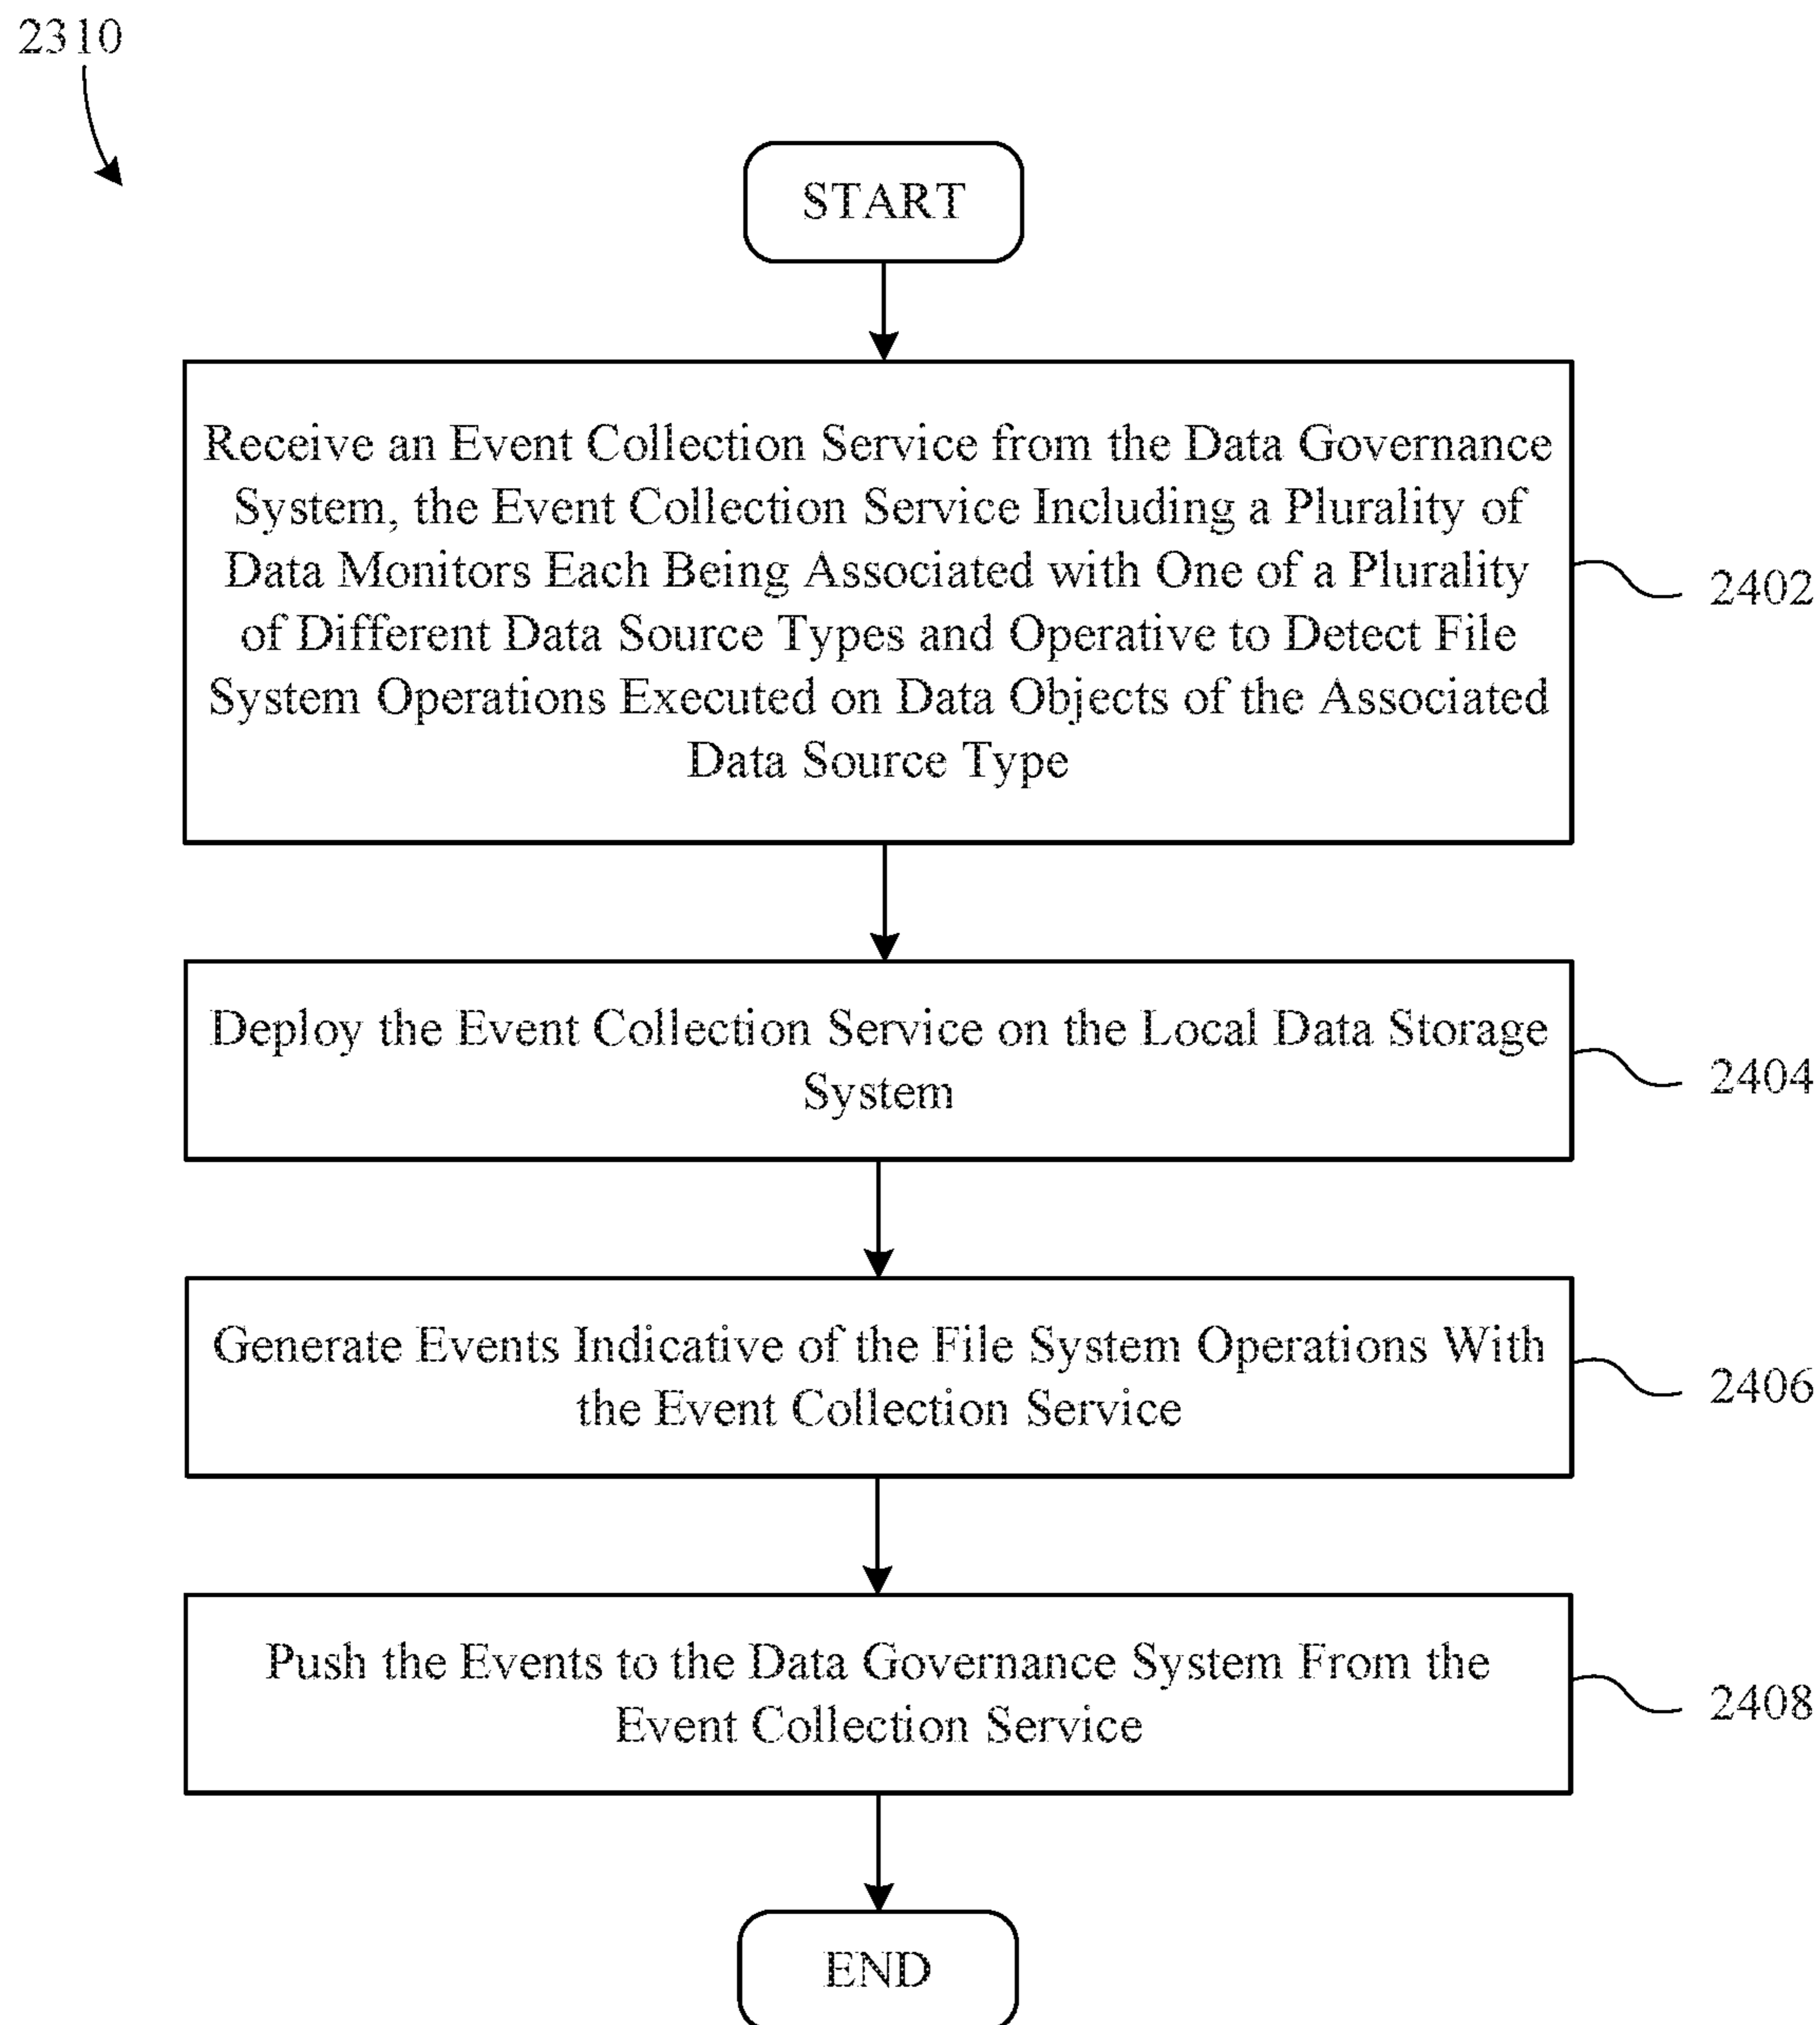 2310
START
Receive an Event Collection Service from the Data Governance
System, the Event Collection Service Including a Plurality of
Data Monitors Each Being Associated with One of a Plurality
of Different Data Source Types and Operative to Detect File
System Operations Executed on Data Objects of the Associated
Data Source Type
2402
Deploy the Event Collection Service on the Local Data Storage
System
2404
Generate Events Indicative of the File System Operations With
the Event Collection Service
2406
Push the Events to the Data Governance System From the
Event Collection Service
2408
END